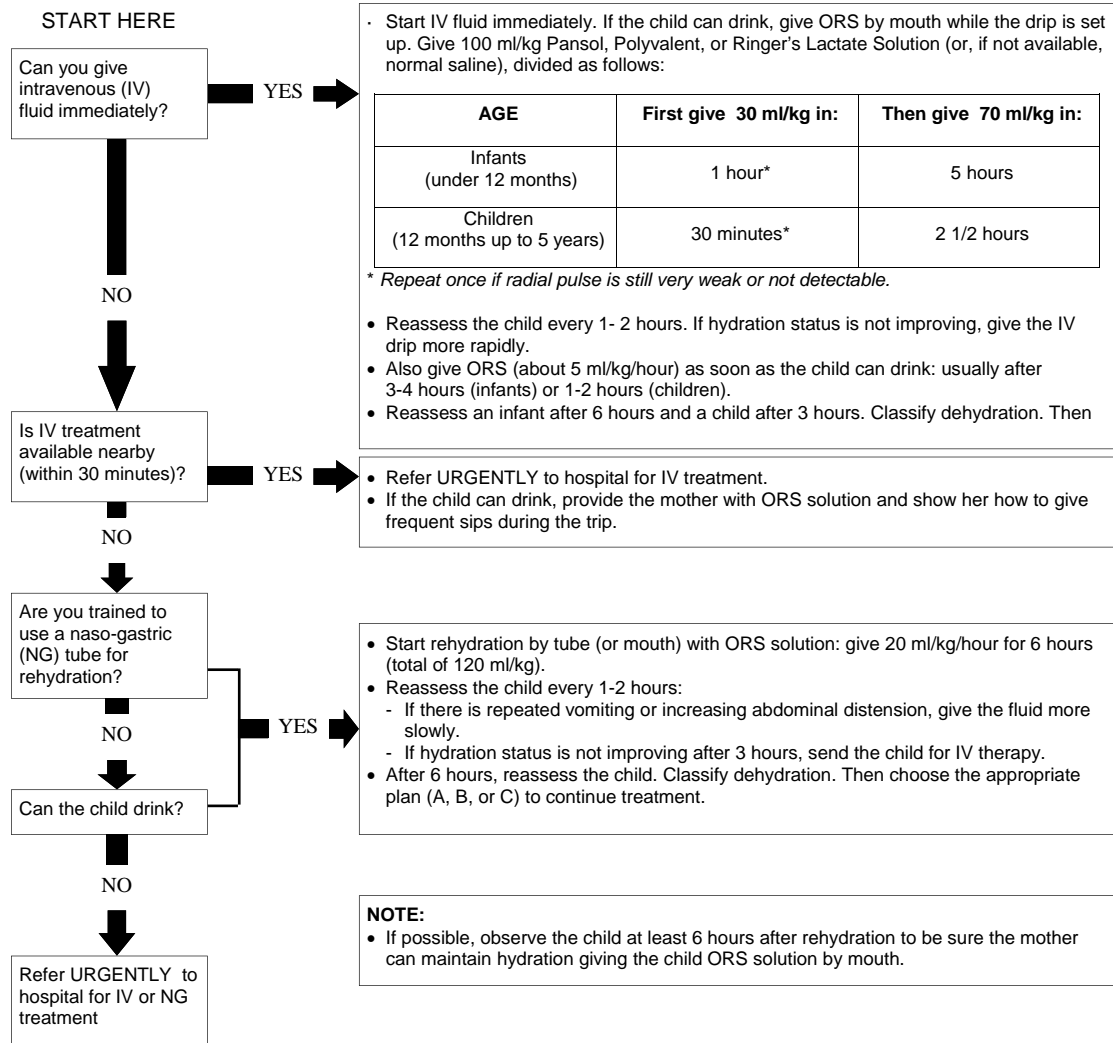 START HERE
Can you give
intravenous (IV)
fluid immediately?
YES
· Start IV fluid immediately. If the child can drink, give ORS by mouth while the drip is set
up. Give 100 ml/kg Pansol, Polyvalent, or Ringer's Lactate Solution (or, if not available,
normal saline), divided as follows:
AGE First give 30 ml/kg in: Then give 70 ml/kg in:
Infants
(under 12 months) 1 hour* 5 hours
Children
(12 months up to 5 years) 30 minutes* 2 1/2 hours
* Repeat once if radial pulse is still very weak or not detectable.
• Reassess the child every 1- 2 hours. If hydration status is not improving, give the IV
drip more rapidly.
• Also give ORS (about 5 ml/kg/hour) as soon as the child can drink: usually after
3-4 hours (infants) or 1-2 hours (children).
• Reassess an infant after 6 hours and a child after 3 hours. Classify dehydration. Then
NO
Is IV treatment
available nearby
(within 30 minutes)?
YES
• Refer URGENTLY to hospital for IV treatment.
• If the child can drink, provide the mother with ORS solution and show her how to give
frequent sips during the trip.
NO
Are you trained to
use a naso-gastric
(NG) tube for
rehydration?
NO
Can the child drink?
YES
• Start rehydration by tube (or mouth) with ORS solution: give 20 ml/kg/hour for 6 hours
(total of 120 ml/kg).
• Reassess the child every 1-2 hours:
- If there is repeated vomiting or increasing abdominal distension, give the fluid more
slowly.
- If hydration status is not improving after 3 hours, send the child for IV therapy.
• After 6 hours, reassess the child. Classify dehydration. Then choose the appropriate
plan (A, B, or C) to continue treatment.
NO
Refer URGENTLY to
hospital for IV or NG
treatment
NOTE:
• If possible, observe the child at least 6 hours after rehydration to be sure the mother
can maintain hydration giving the child ORS solution by mouth.